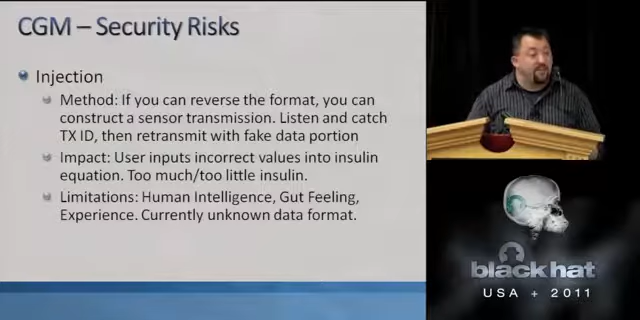 CGM – Security Risks
Injection
Method: If you can reverse the format, you can
construct a sensor transmission. Listen and catch
TX ID, then retransmit with fake data portion
Impact: User inputs incorrect values into insulin
equation. Too much/too little insulin.
Limitations: Human Intelligence, Gut Feeling,
Experience. Currently unknown data format.
black hat
USA + 2011